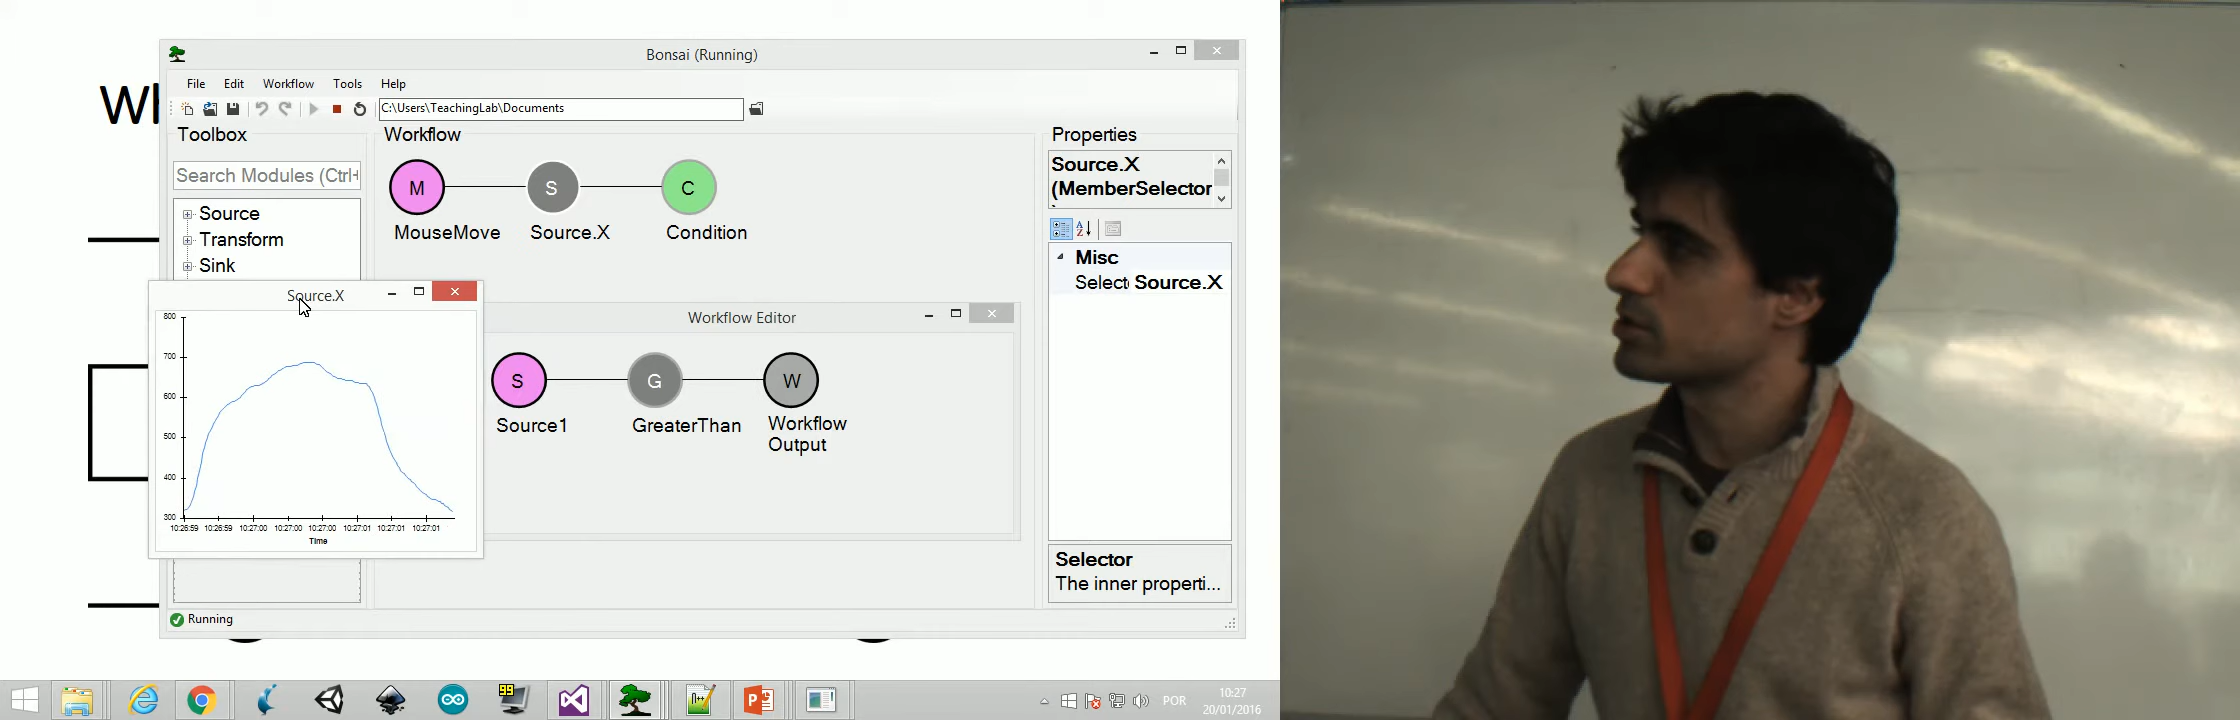 Wh
Bonsai (Running)
File Edit Workflow Tools Help
C:\Users\TeachingLab\Documents
Toolbox
Search Modules (Ctrl+
Source
Transform
Sink
Workflow
M S C
MouseMove Source.X Condition
Properties
Source.X
(MemberSelector
Misc
Select Source.X
Selector
The inner properti...
Source.X
800
700
600
500
400
300
10:26:59 10:26:59 10:27:00 10:27:00 10:27:00 10:27:01 10:27:01 10:27:01
Time
Workflow Editor
S G W
Source1 GreaterThan Workflow
Output
Running
99
POR
10:27
20/01/2016